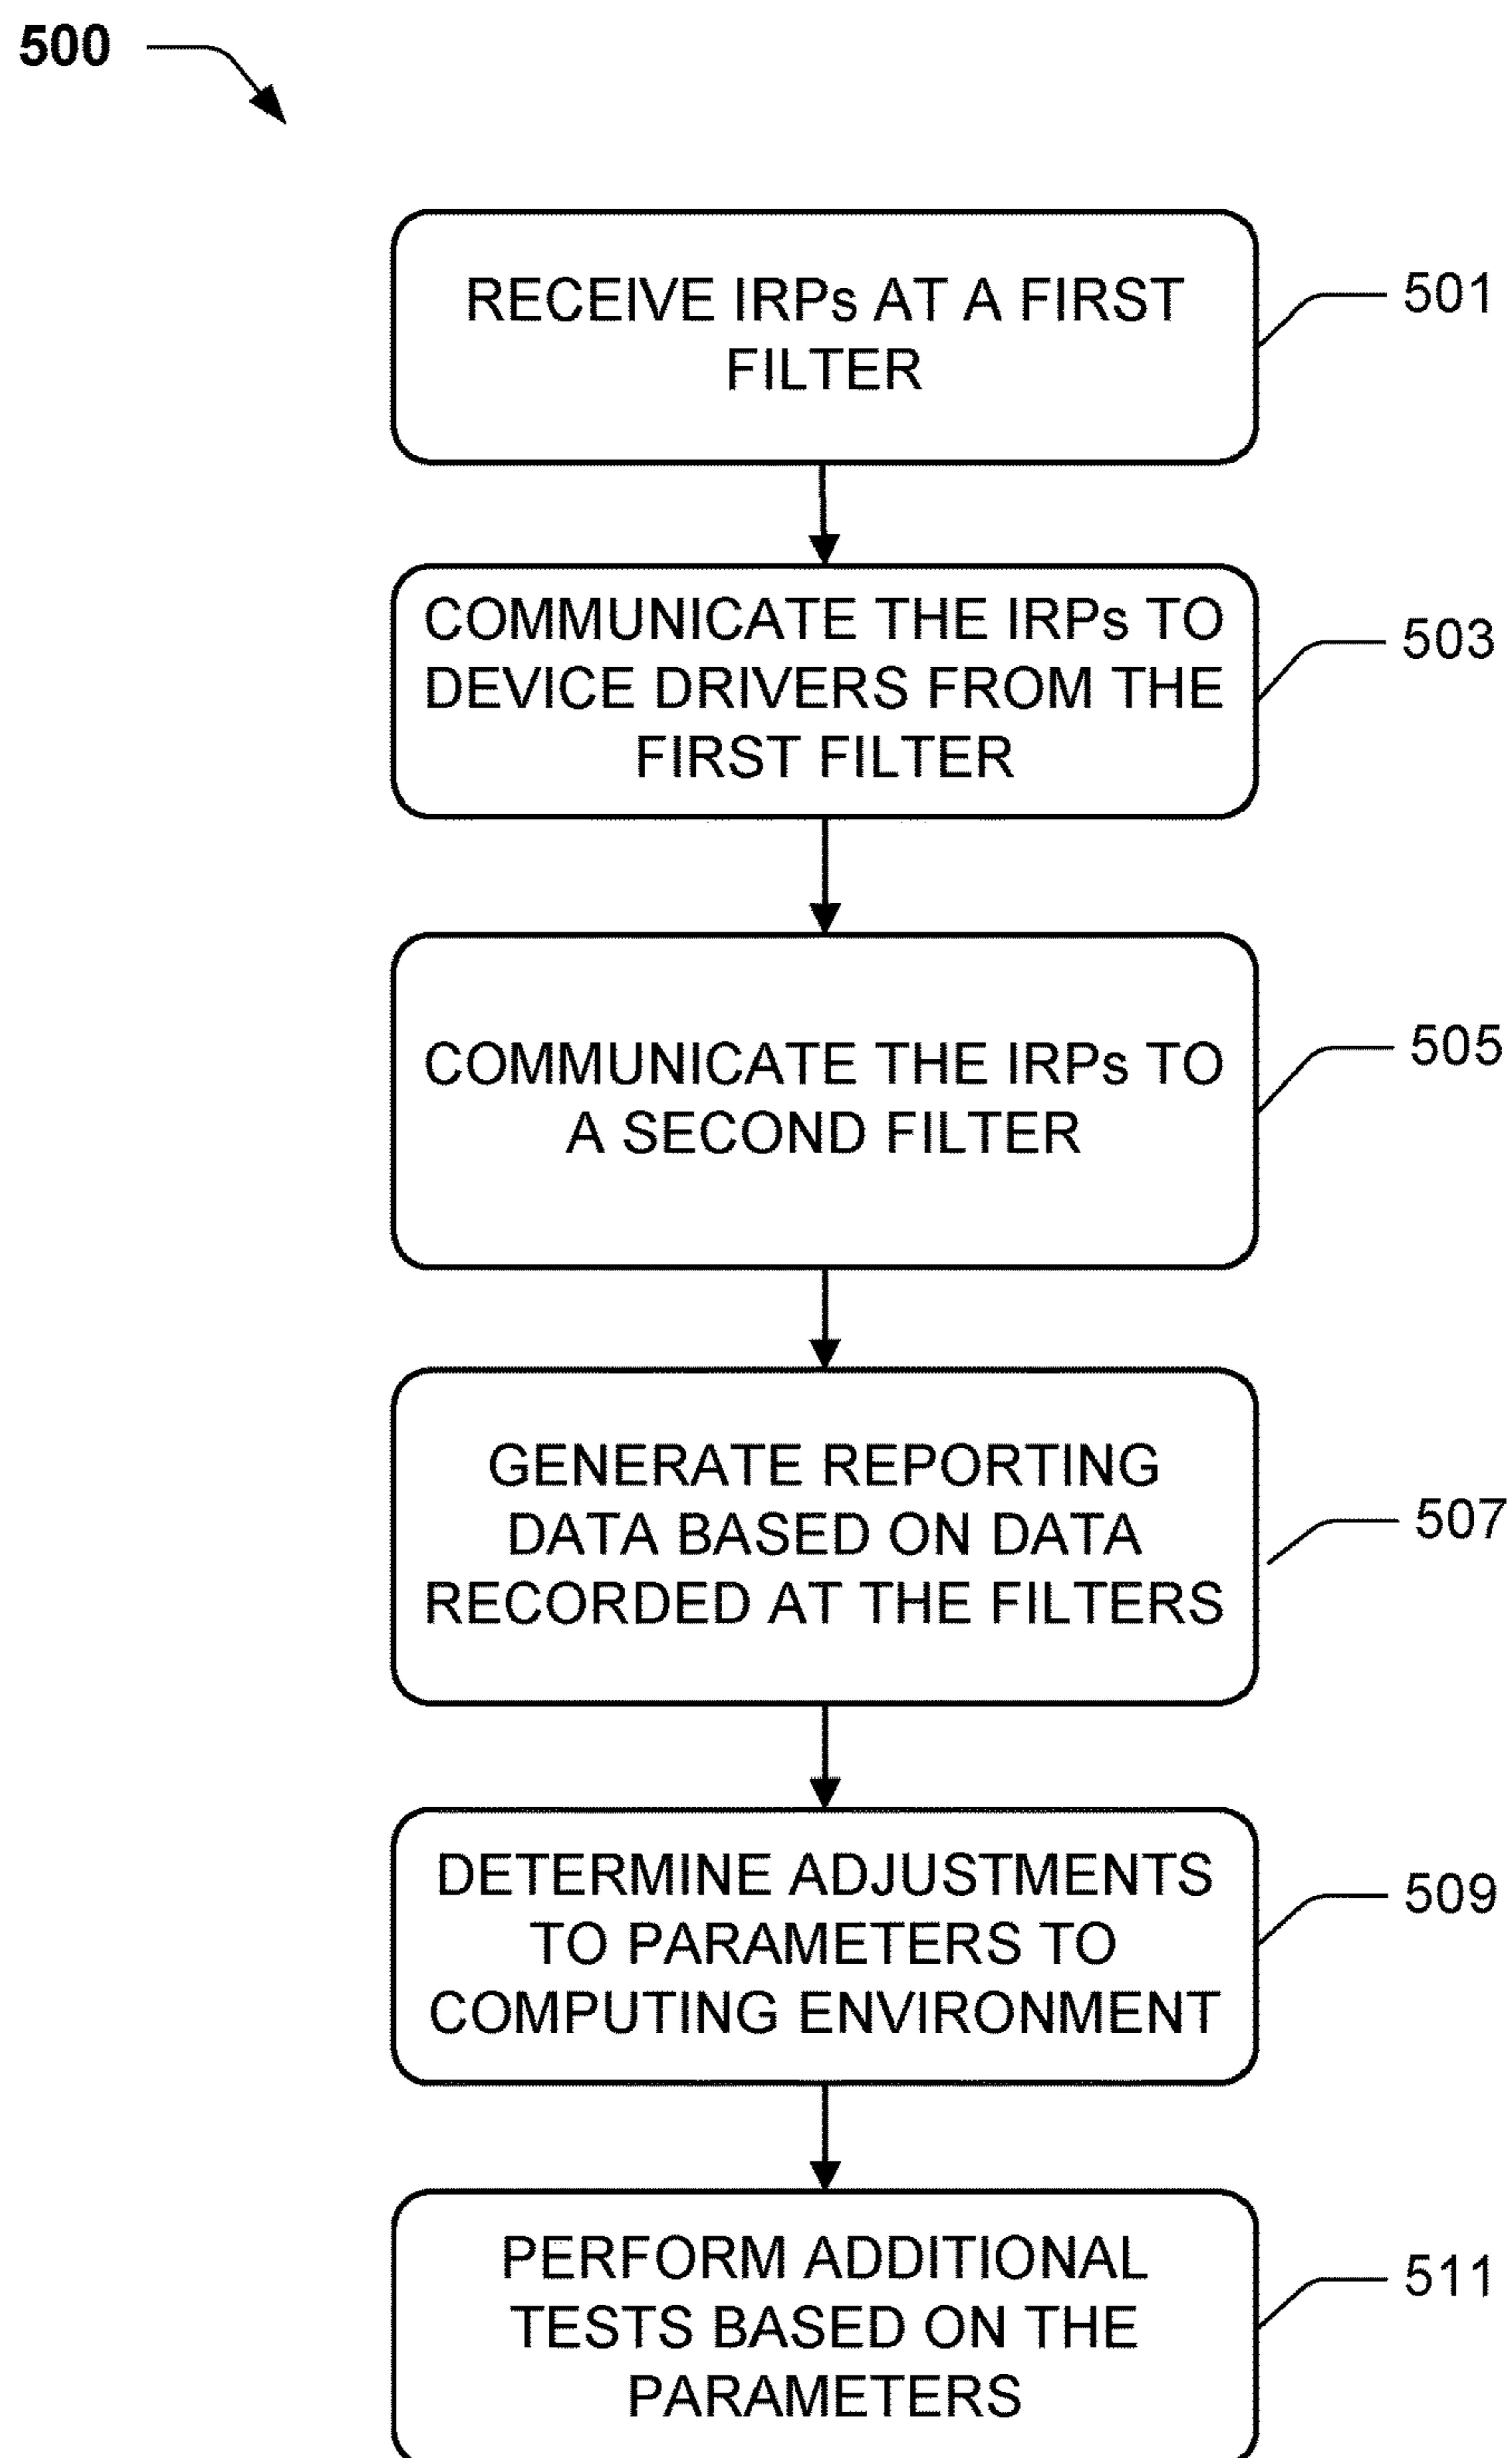 500
RECEIVE IRPs AT A FIRST
FILTER
501
COMMUNICATE THE IRPs TO
DEVICE DRIVERS FROM THE
FIRST FILTER
503
COMMUNICATE THE IRPs TO
A SECOND FILTER
505
GENERATE REPORTING
DATA BASED ON DATA
RECORDED AT THE FILTERS
507
DETERMINE ADJUSTMENTS
TO PARAMETERS TO
COMPUTING ENVIRONMENT
509
PERFORM ADDITIONAL
TESTS BASED ON THE
PARAMETERS
511